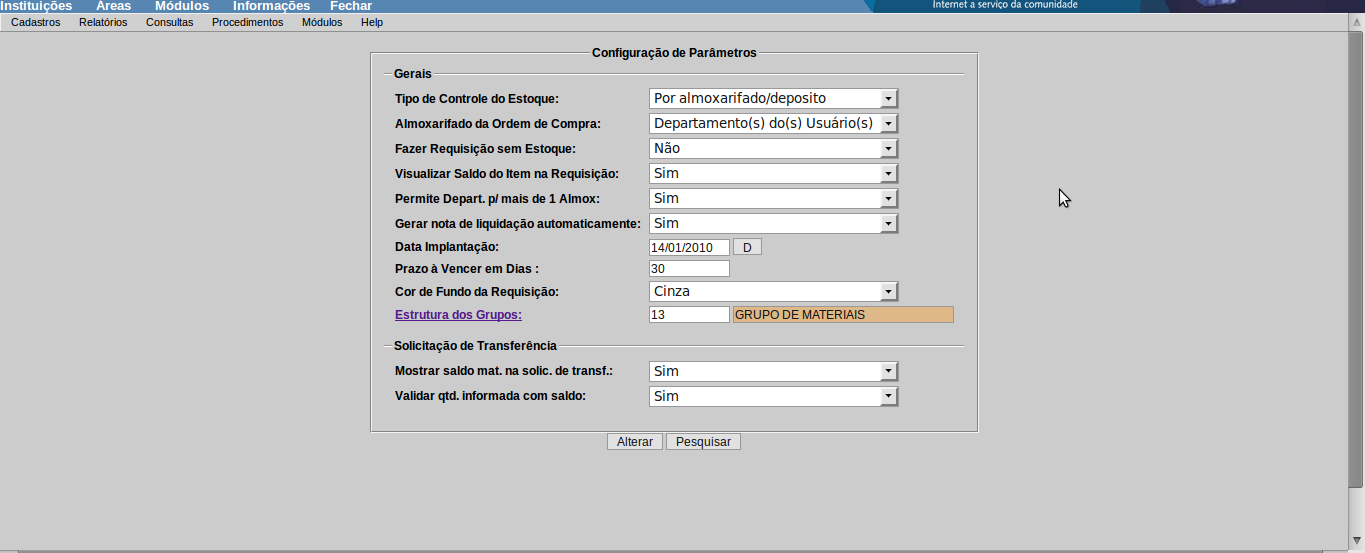 Instituições Áreas Módulos Informações Fechar
Internet a serviço da comunidade
Cadastros Relatórios Consultas Procedimentos Módulos Help
Configuração de Parâmetros
Gerais
Tipo de Controle do Estoque: Por almoxarifado/deposito
Almoxarifado da Ordem de Compra: Departamento(s) do(s) Usuário(s)
Fazer Requisição sem Estoque: Não
Visualizar Saldo do Item na Requisição: Sim
Permite Depart. p/ mais de 1 Almox: Sim
Gerar nota de liquidação automaticamente: Sim
Data Implantação: 14/01/2010 D
Prazo à Vencer em Dias : 30
Cor de Fundo da Requisição: Cinza
Estrutura dos Grupos: 13 GRUPO DE MATERIAIS
Solicitação de Transferência
Mostrar saldo mat. na solic. de transf.: Sim
Validar qtd. informada com saldo: Sim
Alterar Pesquisar